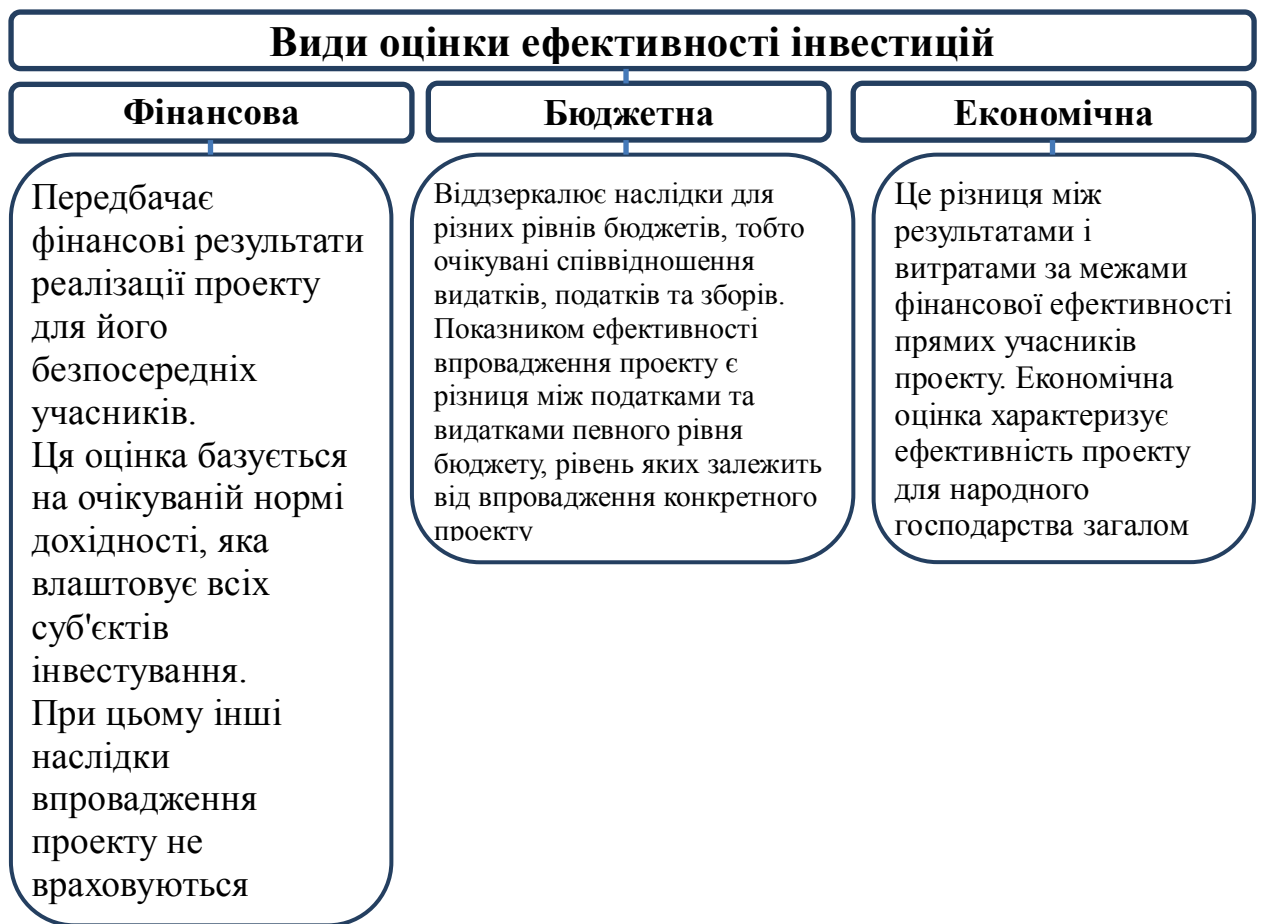 Види оцінки ефективності інвестицій
Фінансова
Передбачає
фінансові результати
реалізації проекту
для його
безпосередніх
учасників.
Ця оцінка базується
на очікуваній нормі
дохідності, яка
влаштовує всіх
суб'єктів
інвестування.
При цьому інші
наслідки
впровадження
проекту не
враховуються
Бюджетна
Віддзеркалює наслідки для
різних рівнів бюджетів, тобто
очікувані співвідношення
видатків, податків та зборів.
Показником ефективності
впровадження проекту є
різниця між податками та
видатками певного рівня
бюджету, рівень яких залежить
від впровадження конкретного
проекту
Економічна
Це різниця між
результатами і
витратами за межами
фінансової ефективності
прямих учасників
проекту. Економічна
оцінка характеризує
ефективність проекту
для народного
господарства загалом